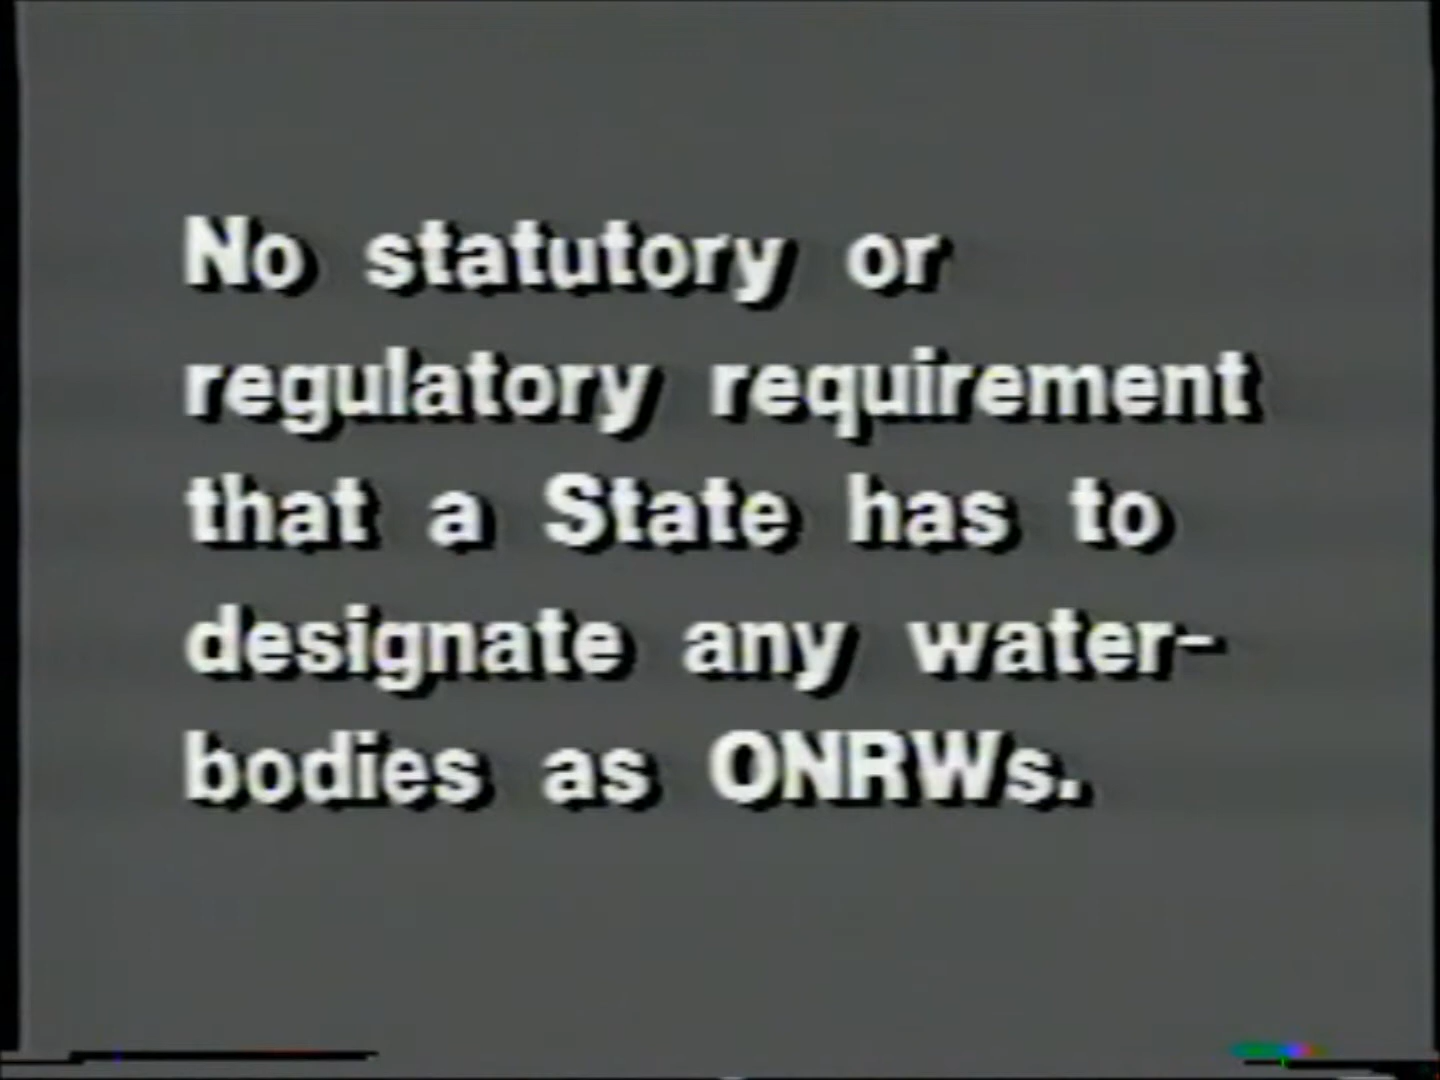 No statutory or
regulatory requirement
that a State has to
designate any water-
bodies as ONRWs.